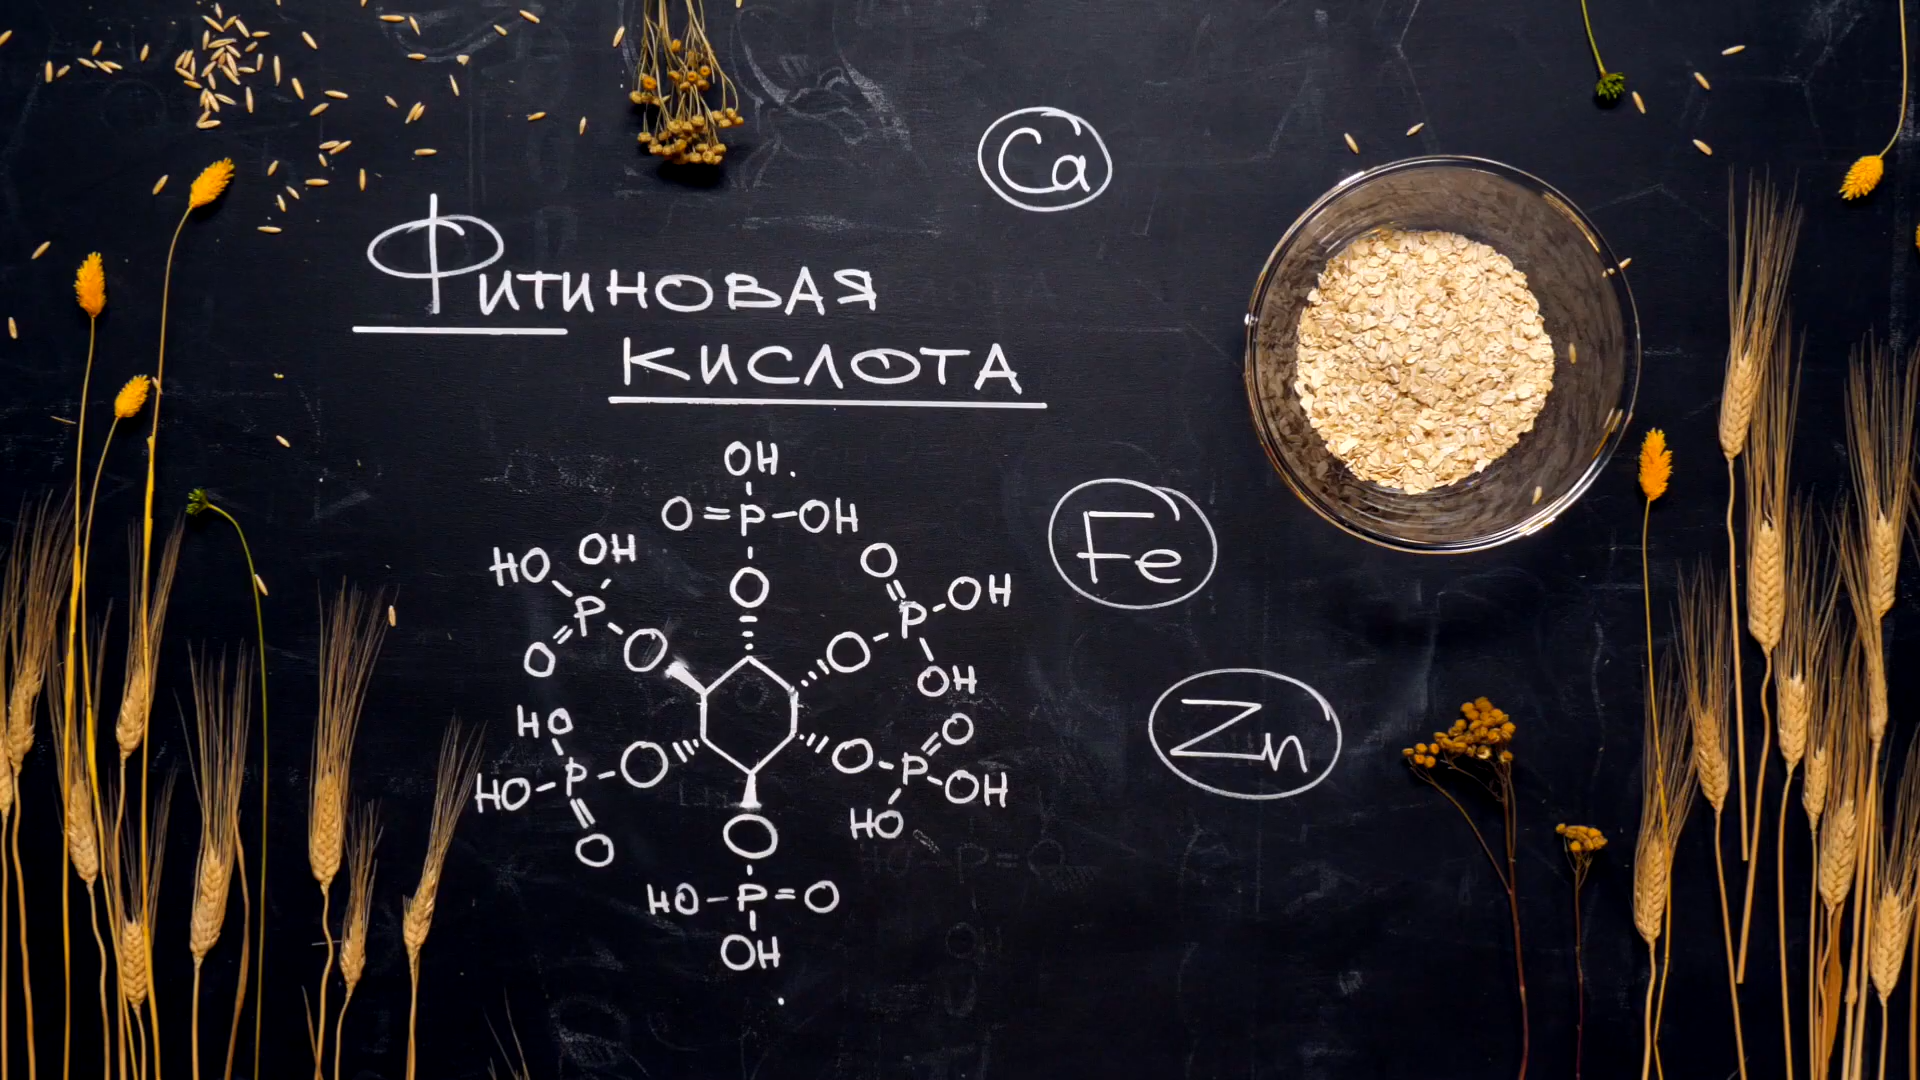 Ca
Фитиновая
кислота
OH
O=P-OH
HO OH
O
O
P
OH
P
O
O
O
OH
HO
O
HO-P-O
O
P
OH
O
O
HO
HO-P=O
OH
Fe
Zn